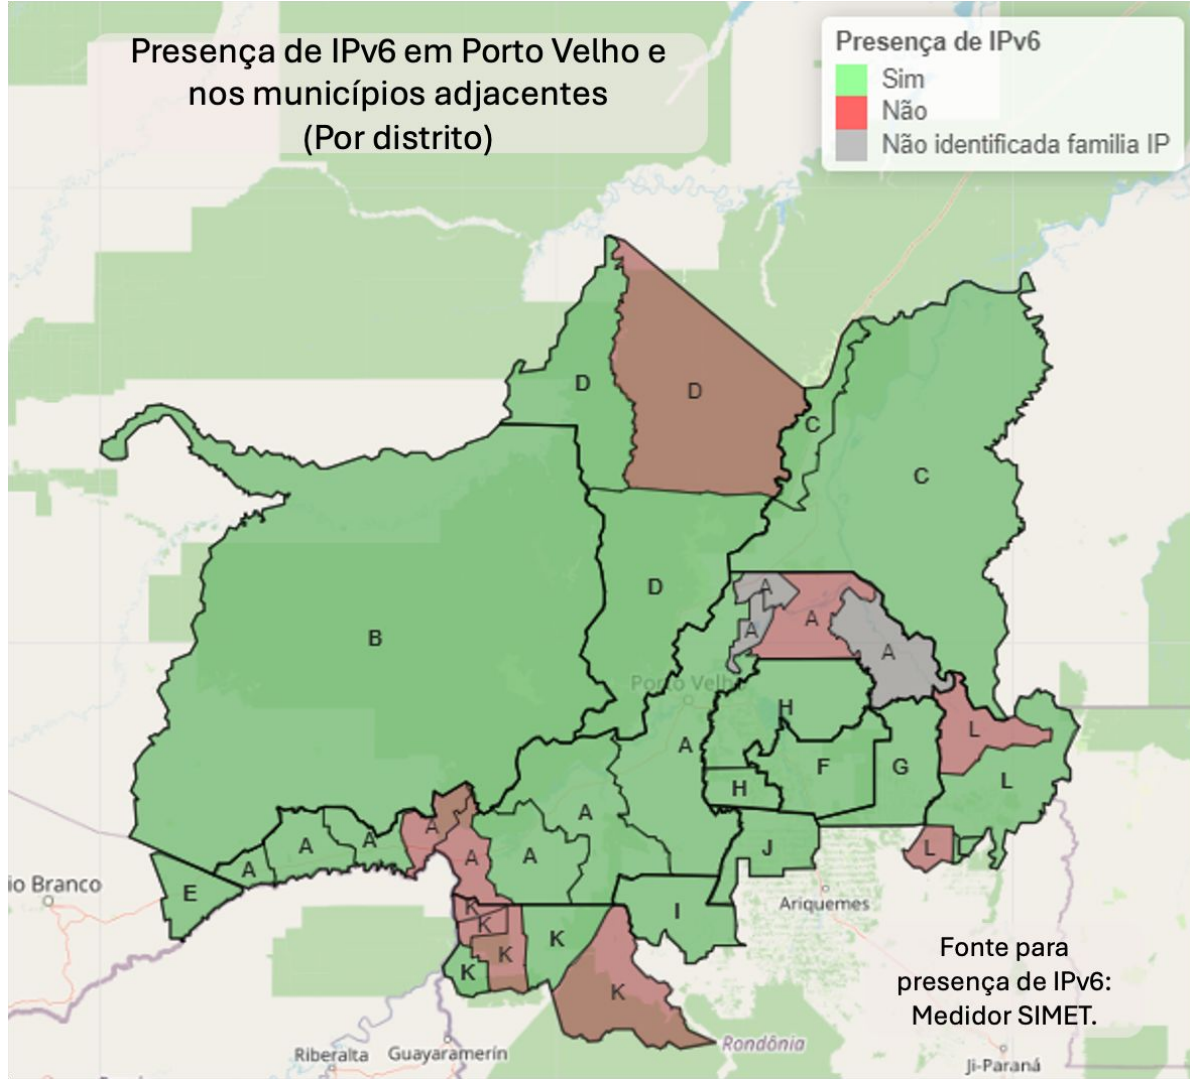 Presença de IPv6 em Porto Velho e
nos municípios adjacentes
(Por distrito)
Presença de IPv6
Sim
Não
Não identificada familia IP
D
D
C
C
D
B
A
A
A
A
Porto Velho
H
A
L
F
G
L
H
A
A
A
A
J
L
A
A
A
E
io Branco
Ariquemes
K
I
K
K
K
K
K
Fonte para
presença de IPv6:
Medidor SIMET.
Rondônia
Riberalta
Guayaramerín
Ji-Paraná